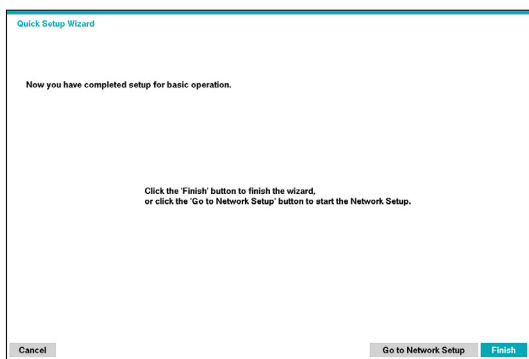 Quick Setup Wizard
Now you have completed setup for basic operation.
Click the 'Finish' button to finish the wizard,
or click the 'Go to Network Setup' button to start the Network Setup.
Cancel
Go to Network Setup
Finish